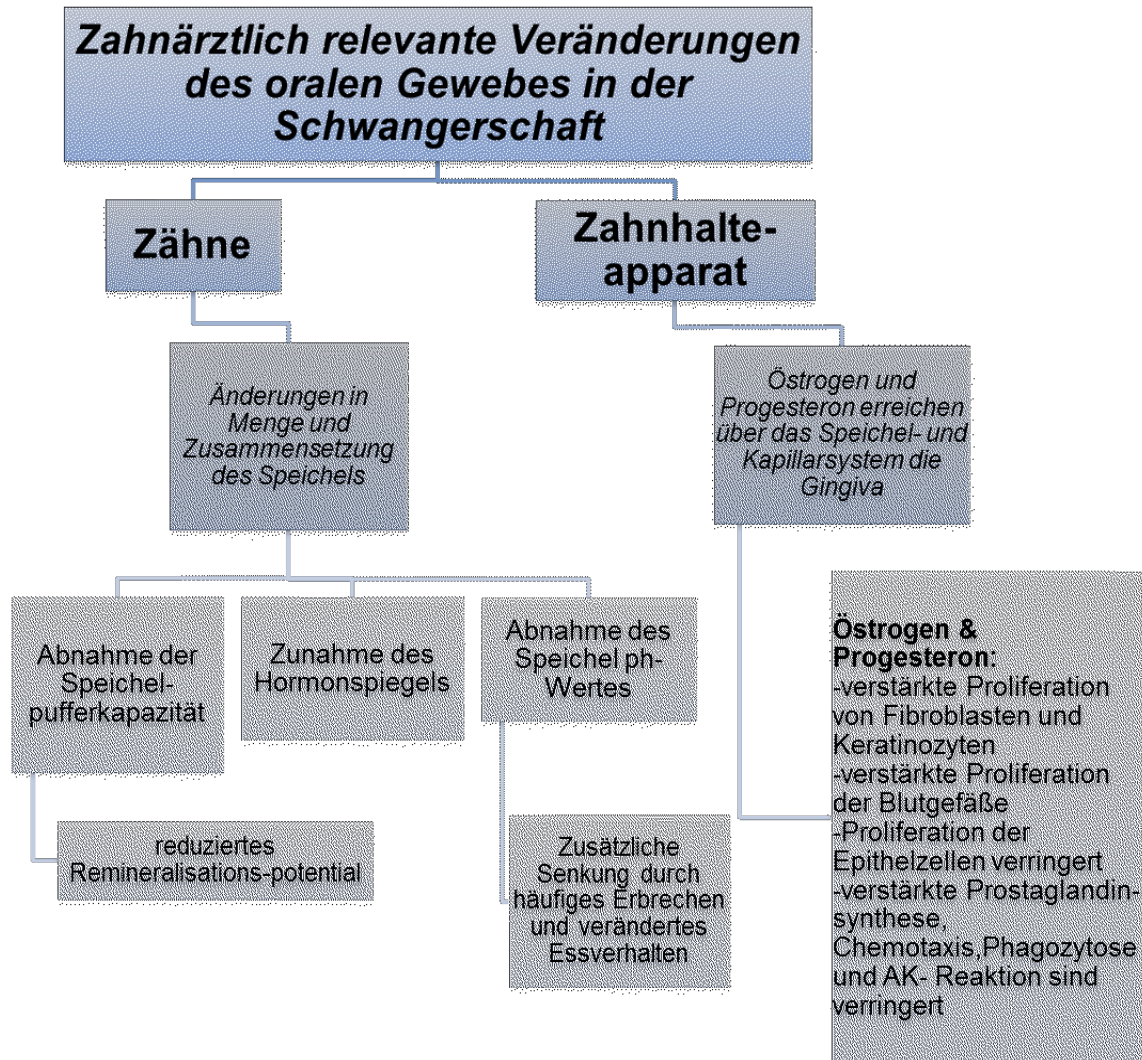 Zahnärztlich relevante Veränderungen
des oralen Gewebes in der
Schwangerschaft
Zähne
Zahnhalte-
apparat
Änderungen in
Menge und
Zusammensetzung
des Speichels
Östrogen und
Progesteron erreichen
über das Speichel- und
Kapillarsystem die
Gingiva
Abnahme der
Speichel-
pufferkapazität
Zunahme des
Hormonspiegels
Abnahme des
Speichel ph-
Wertes
reduziertes
Remineralisations-potential
Zusätzliche
Senkung durch
häufiges Erbrechen
und verändertes
Essverhalten
Östrogen &
Progesteron:
-verstärkte Proliferation
von Fibroblasten und
Keratinozyten
-verstärkte Proliferation
der Blutgefäße
-Proliferation der
Epithelzellen verringert
-verstärkte Prostaglandin-
synthese,
Chemotaxis,Phagozytose
und AK- Reaktion sind
verringert